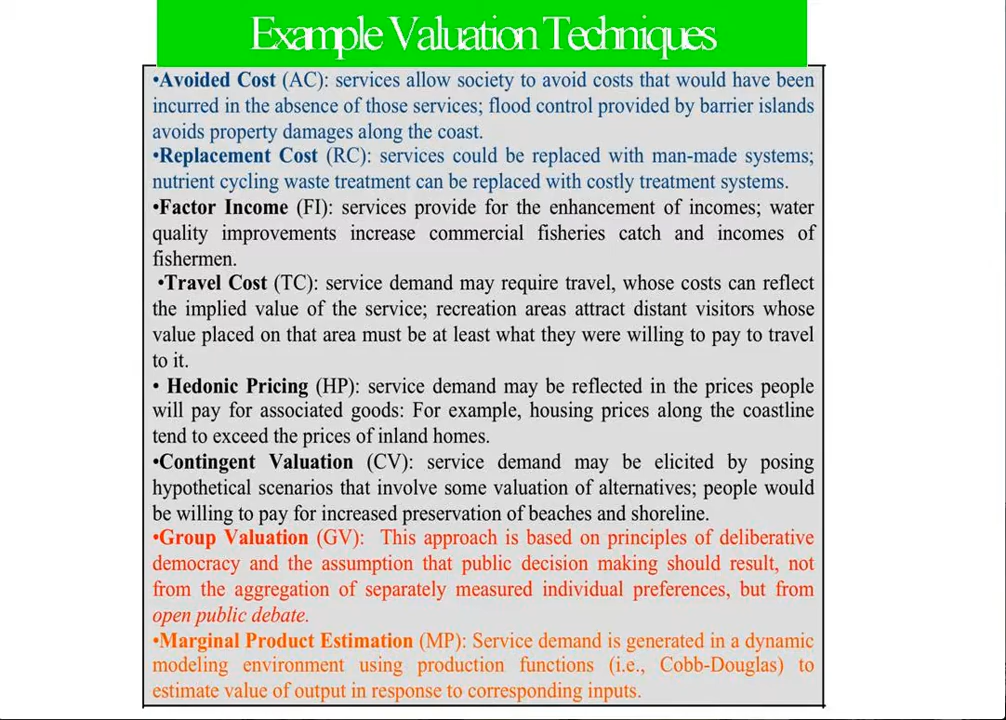 Example Valuation Techniques
•Avoided Cost (AC): services allow society to avoid costs that would have been
incurred in the absence of those services; flood control provided by barrier islands
avoids property damages along the coast.
•Replacement Cost (RC): services could be replaced with man-made systems;
nutrient cycling waste treatment can be replaced with costly treatment systems.
•Factor Income (FI): services provide for the enhancement of incomes; water
quality improvements increase commercial fisheries catch and incomes of
fishermen.
•Travel Cost (TC): service demand may require travel, whose costs can reflect
the implied value of the service; recreation areas attract distant visitors whose
value placed on that area must be at least what they were willing to pay to travel
to it.
• Hedonic Pricing (HP): service demand may be reflected in the prices people
will pay for associated goods: For example, housing prices along the coastline
tend to exceed the prices of inland homes.
•Contingent Valuation (CV): service demand may be elicited by posing
hypothetical scenarios that involve some valuation of alternatives; people would
be willing to pay for increased preservation of beaches and shoreline.
•Group Valuation (GV): This approach is based on principles of deliberative
democracy and the assumption that public decision making should result, not
from the aggregation of separately measured individual preferences, but from
open public debate.
•Marginal Product Estimation (MP): Service demand is generated in a dynamic
modeling environment using production functions (i.e., Cobb-Douglas) to
estimate value of output in response to corresponding inputs.